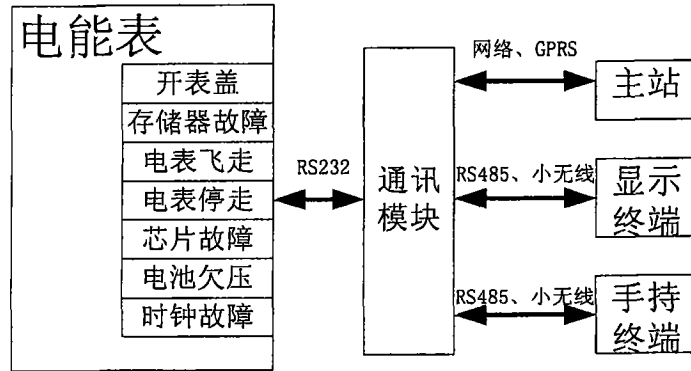 电能表
开表盖
存储器故障
电表飞走
电表停走
芯片故障
电池欠压
时钟故障
RS232
通讯
模块
网络、GPRS
主站
RS485、小无线
显示
终端
RS485、小无线
手持
终端